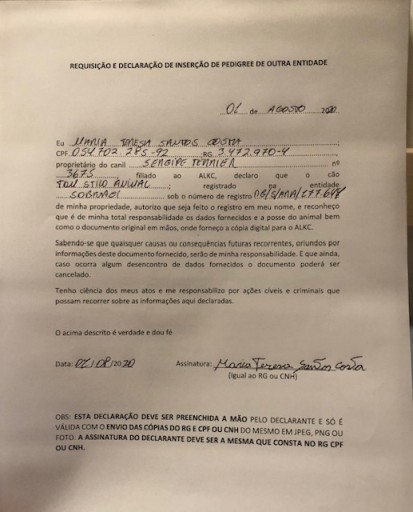 REQUISIÇÃO E DECLARAÇÃO DE INSERÇÃO DE PEDIGREE DE OUTRA ENTIDADE
01 de AGOSTO 2020
Eu MARIA TERESA SANTOS COSTA
CPF 054.702.285-92 ;RG 3.472.970-4
proprietário do canil SERGIPE TERRIER nº
3675 filiado ao ALKC, declaro que o cão
TOM STILO ANIMAL ; registrado na entidade
SOBRACI sob o número de registro
de minha propriedade, autorizo que seja feito o registro em meu nome, e reconheço
que é de minha total responsabilidade os dados fornecidos e a posse do animal bem
como o documento original em mãos, onde forneço a cópia digital para o ALKC.
Sabendo-se que quaisquer causas ou consequências futuras recorrentes, oriundos por
informações deste documento fornecido, serão de minha responsabilidade. E que ainda,
caso ocorra algum desencontro de dados fornecidos o documento poderá ser
cancelado.
Tenho ciência dos meus atos e me responsabilizo por ações cíveis e criminais que
possam recorrer sobre as informações aqui declaradas.
O acima descrito é verdade e dou fé
Data: 01/08/2020 Assinatura: Maria Teresa Santos Costa
(Igual ao RG ou CNH)
OBS: ESTA DECLARAÇÃO DEVE SER PREENCHIDA A MÃO PELO DECLARANTE E SÓ É
VÁLIDA COM O ENVIO DAS CÓPIAS DO RG E CPF OU CNH DO MESMO EM JPEG, PNG OU
FOTO. A ASSINATURA DO DECLARANTE DEVE SER A MESMA QUE CONSTA NO RG CPF
OU CNH.